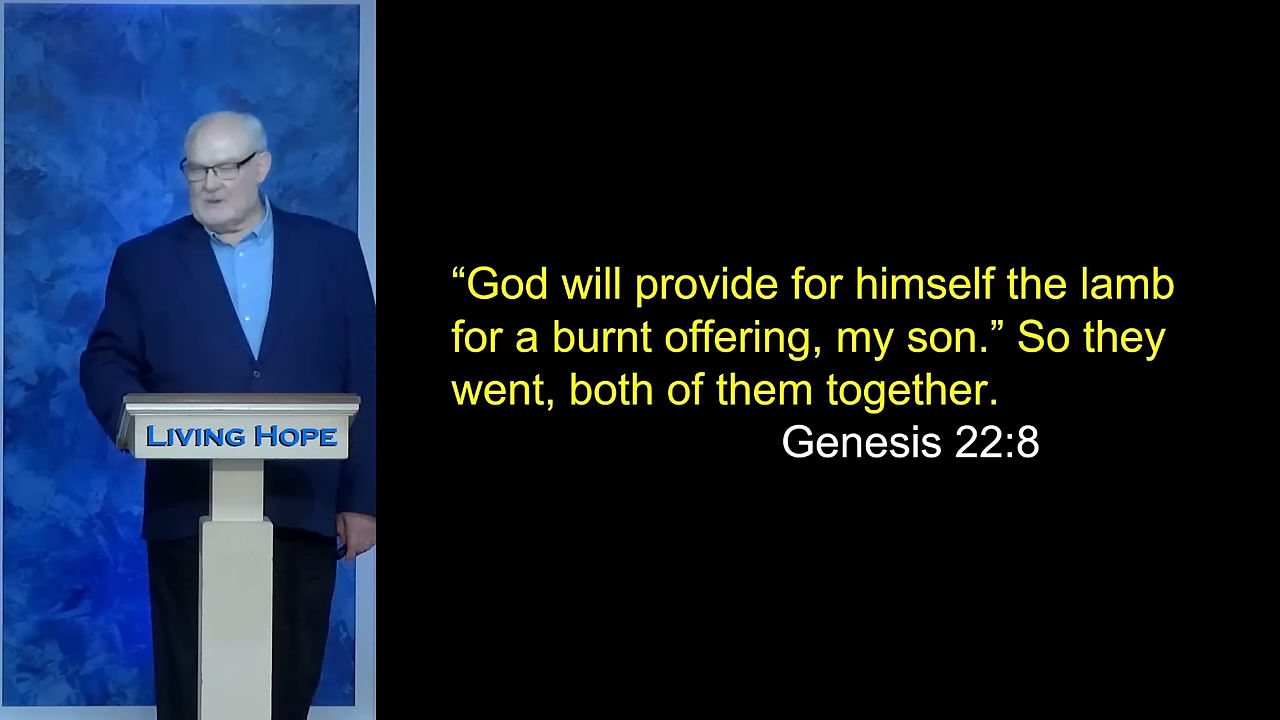 LIVING HOPE
“God will provide for himself the lamb
for a burnt offering, my son.” So they
went, both of them together.
Genesis 22:8